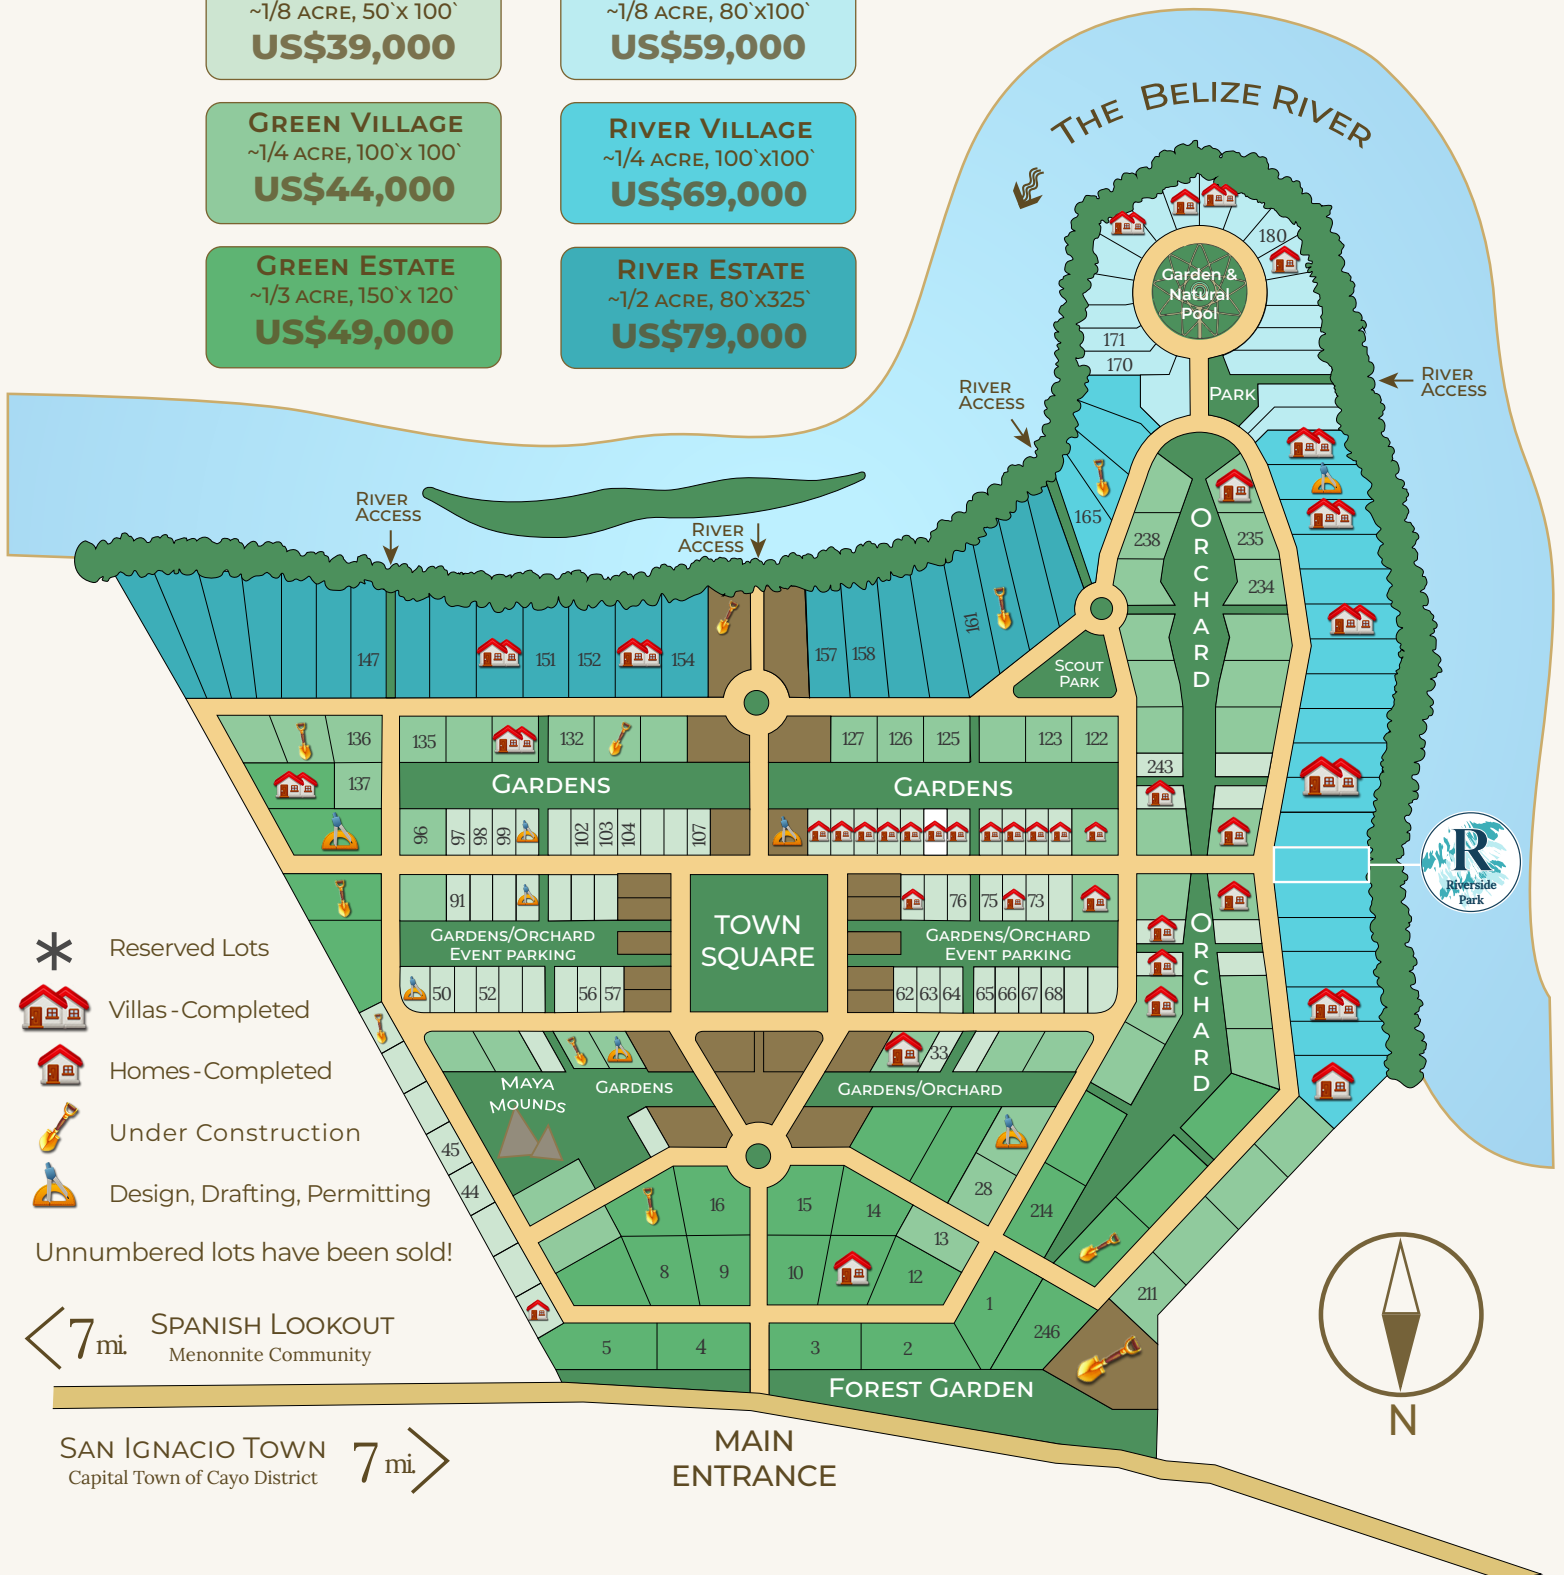 ~1/8 ACRE, 50`X 100`
US$39,000
~1/8 ACRE, 80`X100`
US$59,000
GREEN VILLAGE
~1/4 ACRE, 100`X 100`
US$44,000
RIVER VILLAGE
~1/4 ACRE, 100`X100`
US$69,000
GREEN ESTATE
~1/3 ACRE, 150`X 120`
US$49,000
RIVER ESTATE
~1/2 ACRE, 80`X325`
US$79,000
THE BELIZE RIVER
180
Garden &
Natural
Pool
171
170
PARK
RIVER
ACCESS
RIVER
ACCESS
RIVER
ACCESS
RIVER
ACCESS
165
238
235
234
ORCHARD
147
151
152
154
157
158
161
SCOUT
PARK
136
135
132
127
126
125
123
122
137
GARDENS
GARDENS
243
96
97
98
99
102
103
104
107
91
76
75
73
TOWN
SQUARE
GARDENS/ORCHARD
EVENT PARKING
GARDENS/ORCHARD
EVENT PARKING
50
52
56
57
62
63
64
65
66
67
68
ORCHARD
R
Riverside
Park
Reserved Lots
Villas - Completed
Homes - Completed
Under Construction
Design, Drafting, Permitting
Unnumbered lots have been sold!
33
MAYA
MOUNDS
GARDENS
GARDENS/ORCHARD
45
44
28
214
16
15
14
13
8
9
10
12
1
211
246
5
4
3
2
FOREST GARDEN
7 mi.
SPANISH LOOKOUT
Menonnite Community
SAN IGNACIO TOWN
Capital Town of Cayo District
7 mi.
MAIN
ENTRANCE
N